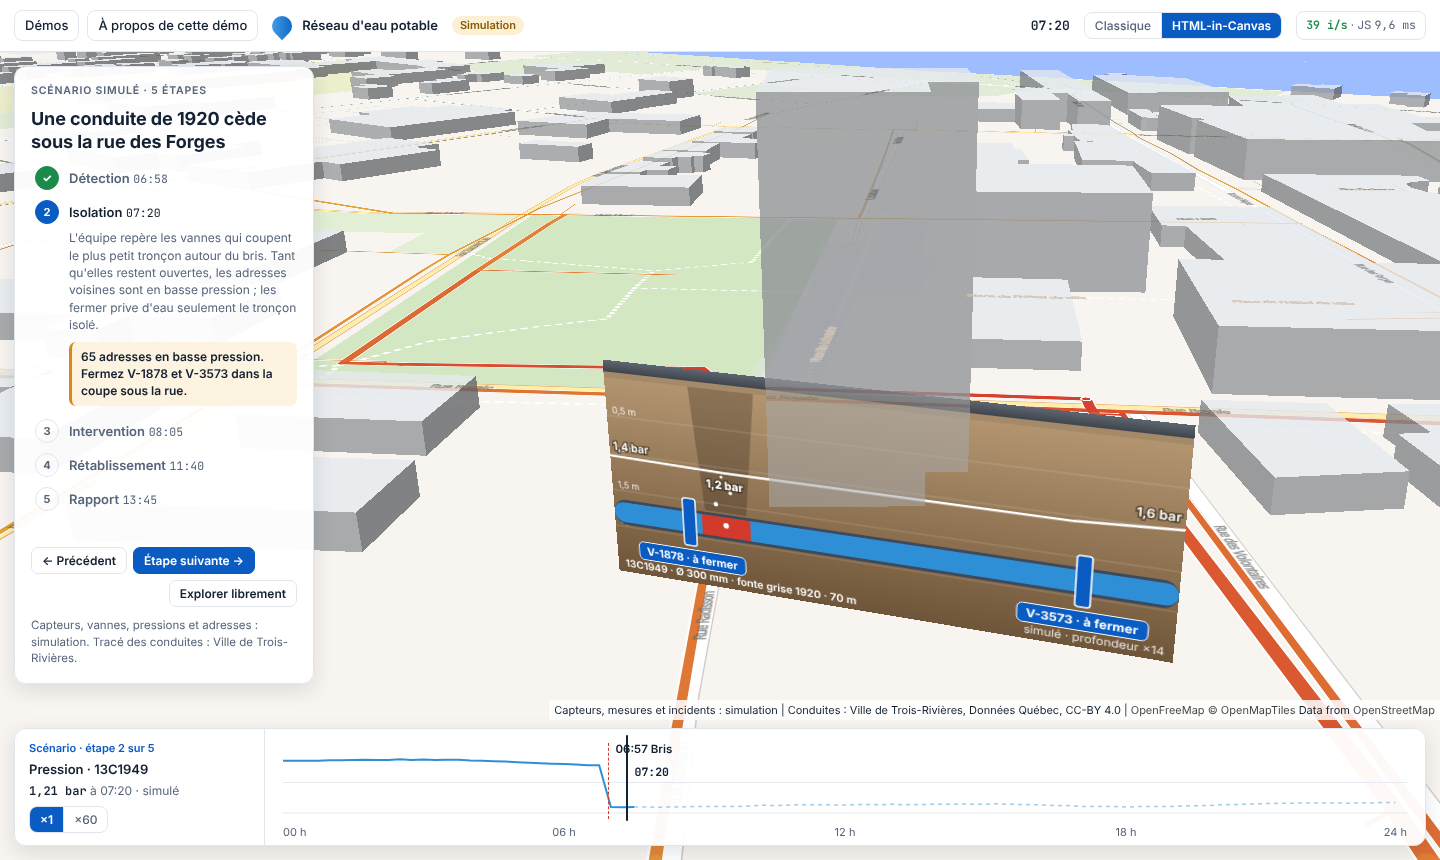 Démos
À propos de cette démo
Réseau d'eau potable
Simulation
07:20
Classique
HTML-in-Canvas
39 i/s · JS 9,6 ms
SCÉNARIO SIMULÉ · 5 ÉTAPES
Une conduite de 1920 cède
sous la rue des Forges
Détection 06:58
2
Isolation 07:20
L'équipe repère les vannes qui coupent
le plus petit tronçon autour du bris. Tant
qu'elles restent ouvertes, les adresses
voisines sont en basse pression ; les
fermer prive d'eau seulement le tronçon
isolé.
65 adresses en basse pression.
Fermez V-1878 et V-3573 dans la
coupe sous la rue.
3
Intervention 08:05
4
Rétablissement 11:40
5
Rapport 13:45
← Précédent
Étape suivante →
Explorer librement
Capteurs, vannes, pressions et adresses :
simulation. Tracé des conduites : Ville de Trois-
Rivières.
0,5 m
1,4 bar
1,5 m
1,2 bar
1,6 bar
V-1878 · à fermer
13C1949 · Ø 300 mm · fonte grise 1920 · 70 m
V-3573 · à fermer
simulé · profondeur ×14
Rue Radisson
Rue des Volontaires
Capteurs, mesures et incidents : simulation | Conduites : Ville de Trois-Rivières, Données Québec, CC-BY 4.0 | OpenFreeMap © OpenMapTiles Data from OpenStreetMap
Scénario · étape 2 sur 5
Pression · 13C1949
1,21 bar à 07:20 · simulé
×1
×60
06:57 Bris
07:20
00 h
06 h
12 h
18 h
24 h